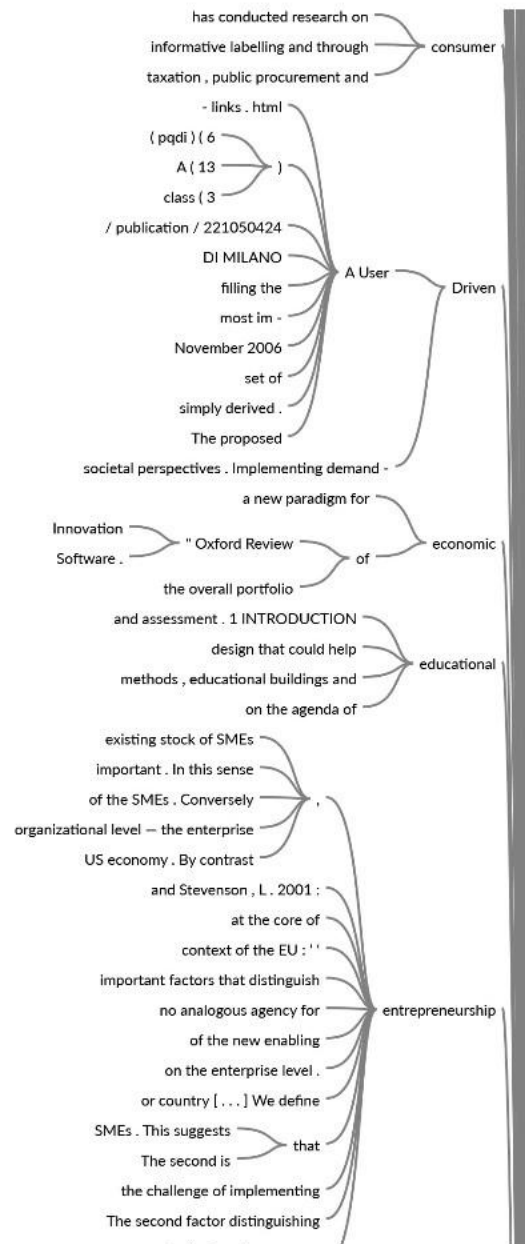 has conducted research on
informative labelling and through
consumer
taxation , public procurement and
- links . html
( pqdi ) ( 6
A ( 13
)
class ( 3
/ publication / 221050424
DI MILANO
A User
Driven
filling the
most im -
November 2006
set of
simply derived .
The proposed
societal perspectives . Implementing demand -
a new paradigm for
Innovation
" Oxford Review
economic
Software .
of
the overall portfolio
and assessment . 1 INTRODUCTION
design that could help
educational
methods , educational buildings and
on the agenda of
existing stock of SMEs
important . In this sense
of the SMEs . Conversely
,
organizational level — the enterprise
US economy . By contrast
and Stevenson , L . 2001 :
at the core of
context of the EU : ' '
important factors that distinguish
no analogous agency for
entrepreneurship
of the new enabling
on the enterprise level .
or country [ . . . ] We define
SMEs . This suggests
that
The second is
the challenge of implementing
The second factor distinguishing